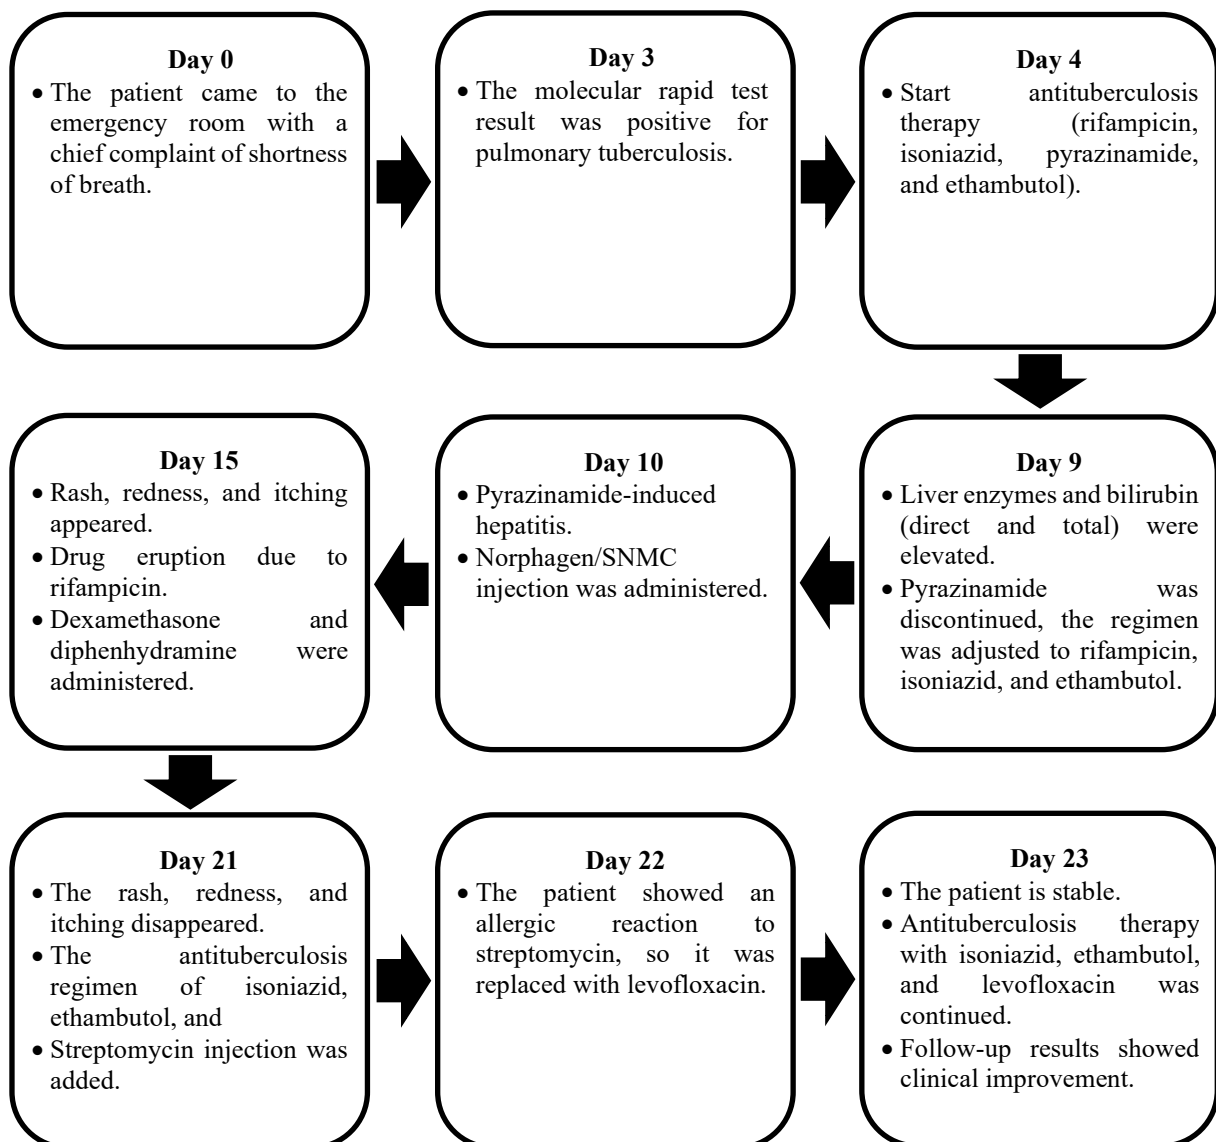 Day 0
• The patient came to the
emergency room with a
chief complaint of shortness
of breath.
Day 3
• The molecular rapid test
result was positive for
pulmonary tuberculosis.
Day 4
• Start antituberculosis
therapy (rifampicin,
isoniazid, pyrazinamide,
and ethambutol).
Day 9
• Liver enzymes and bilirubin
(direct and total) were
elevated.
• Pyrazinamide was
discontinued, the regimen
was adjusted to rifampicin,
isoniazid, and ethambutol.
Day 10
• Pyrazinamide-induced
hepatitis.
• Norphagen/SNMC
injection was administered.
Day 15
• Rash, redness, and itching
appeared.
• Drug eruption due to
rifampicin.
• Dexamethasone and
diphenhydramine were
administered.
Day 21
• The rash, redness, and
itching disappeared.
• The antituberculosis
regimen of isoniazid,
ethambutol, and
• Streptomycin injection was
added.
Day 22
• The patient showed an
allergic reaction to
streptomycin, so it was
replaced with levofloxacin.
Day 23
• The patient is stable.
• Antituberculosis therapy
with isoniazid, ethambutol,
and levofloxacin was
continued.
• Follow-up results showed
clinical improvement.